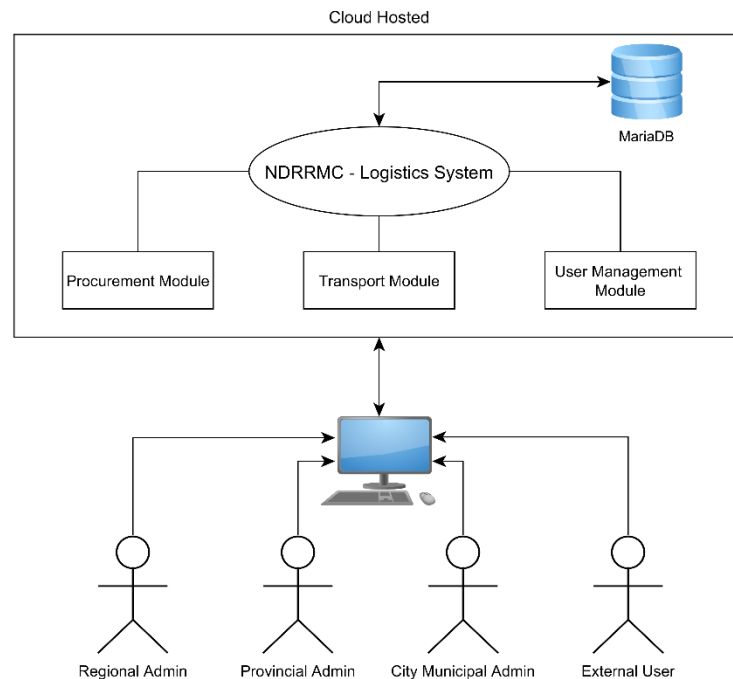 Cloud Hosted
MariaDB
NDRRMC - Logistics System
Procurement Module
Transport Module
User Management
Module
Regional Admin
Provincial Admin
City Municipal Admin
External User